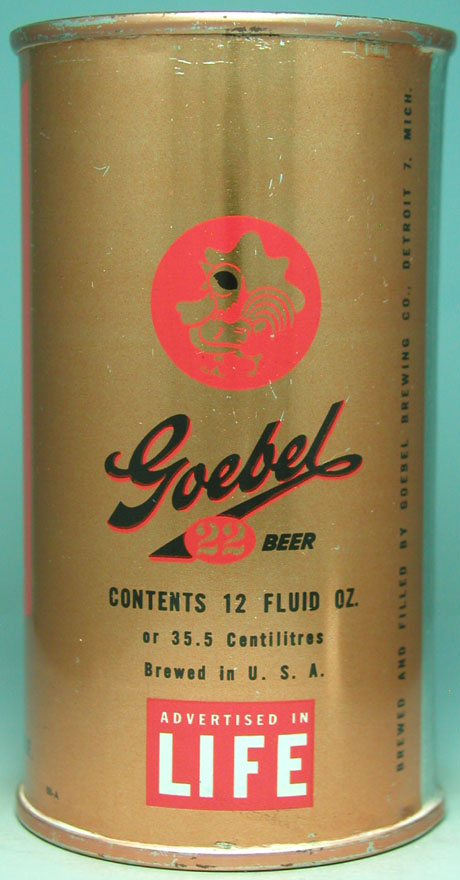 Goebel
22 BEER
CONTENTS 12 FLUID OZ.
or 35.5 Centilitres
Brewed in U. S. A.
ADVERTISED IN
LIFE
BREWED AND FILLED BY GOEBEL BREWING CO., DETROIT 7, MICH.